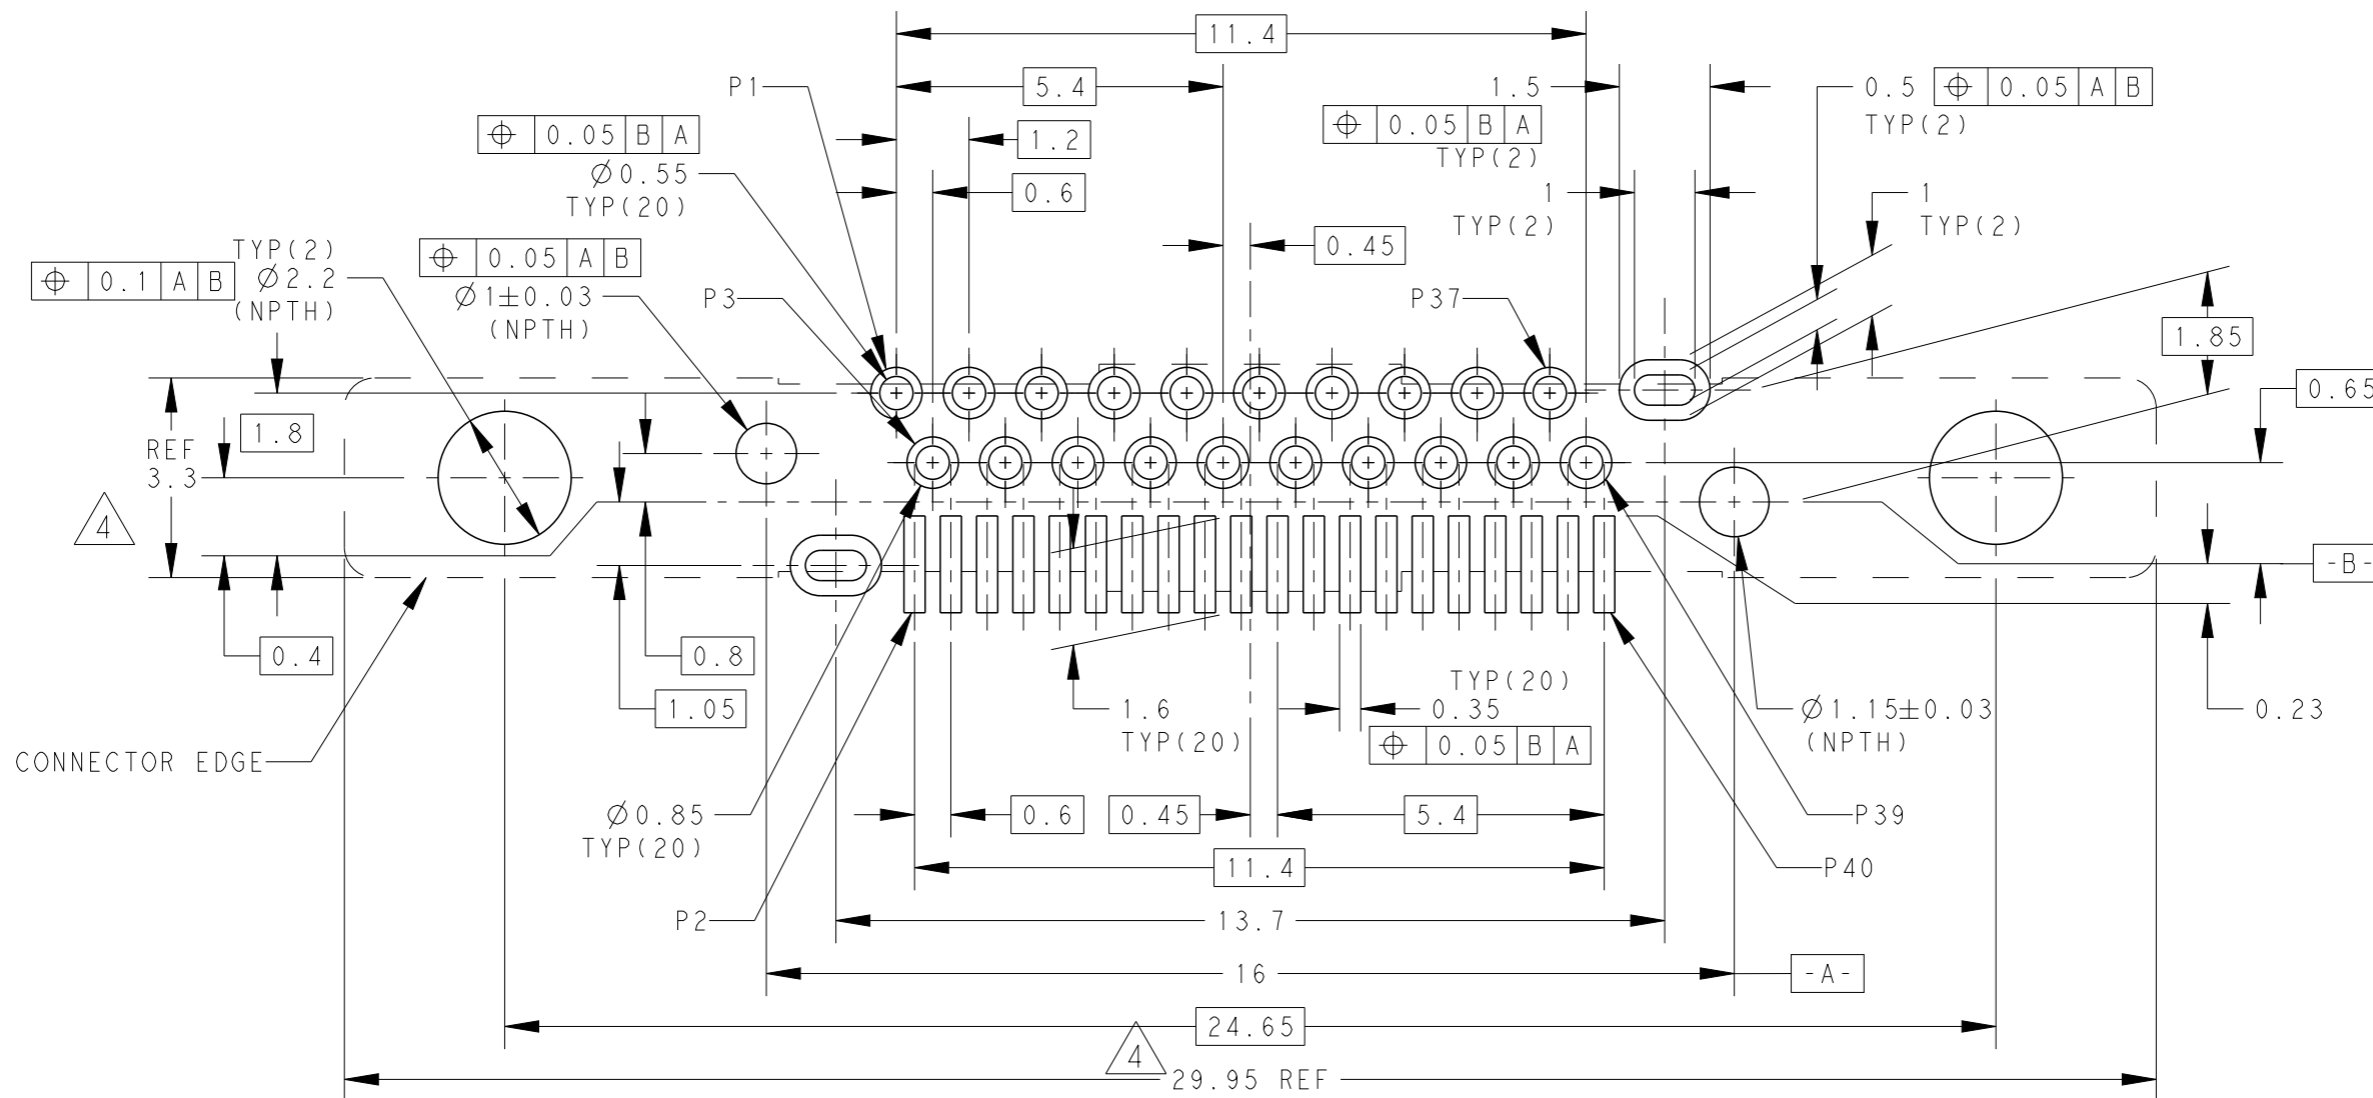 11.4
P1
5.4
1.5
0.5 ⌖ 0.05 A B
TYP(2)
⌖ 0.05 B A
Ø0.55
TYP(20)
1.2
⌖ 0.05 B A
TYP(2)
0.6
1
TYP(2)
1
TYP(2)
TYP(2)
⌖ 0.1 A B Ø2.2
(NPTH)
⌖ 0.05 A B
Ø1±0.03
(NPTH)
0.45
P3
P37
1.85
0.65
1.8
REF
3.3
4
-B-
0.4
0.8
1.05
1.6
TYP(20)
TYP(20)
0.35
⌖ 0.05 B A
Ø1.15±0.03
(NPTH)
0.23
CONNECTOR EDGE
Ø0.85
TYP(20)
0.6
0.45
5.4
P39
11.4
P40
P2
13.7
16
-A-
24.65
4
29.95 REF